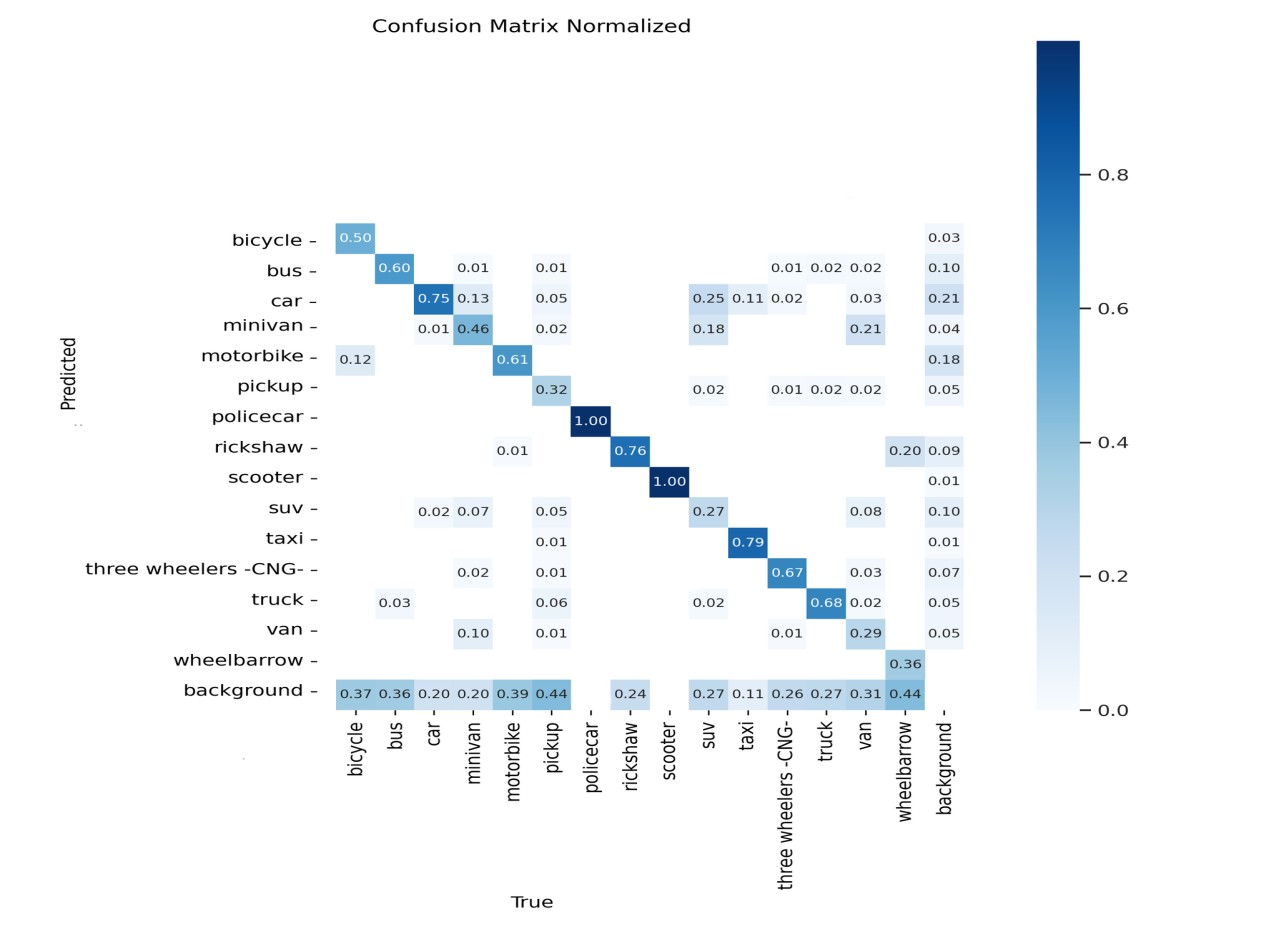 Confusion Matrix Normalized
bicycle 0.50 0.03
bus 0.60 0.01 0.01 0.01 0.02 0.02 0.10
car 0.75 0.13 0.05 0.25 0.11 0.02 0.03 0.21
minivan 0.01 0.46 0.02 0.18 0.21 0.04
motorbike 0.12 0.61 0.18
pickup 0.32 0.02 0.01 0.02 0.02 0.05
policecar 1.00
rickshaw 0.01 0.76 0.20 0.09
scooter 1.00 0.01
suv 0.02 0.07 0.05 0.27 0.08 0.10
taxi 0.01 0.79 0.01
three wheelers -CNG- 0.02 0.01 0.67 0.03 0.07
truck 0.03 0.06 0.02 0.68 0.02 0.05
van 0.10 0.01 0.01 0.29 0.05
wheelbarrow 0.36
background 0.37 0.36 0.20 0.20 0.39 0.44 0.24 0.27 0.11 0.26 0.27 0.31 0.44
Predicted
bicycle
bus
car
minivan
motorbike
pickup
policecar
rickshaw
scooter
suv
taxi
three wheelers -CNG-
truck
van
wheelbarrow
background
True
0.8
0.6
0.4
0.2
0.0